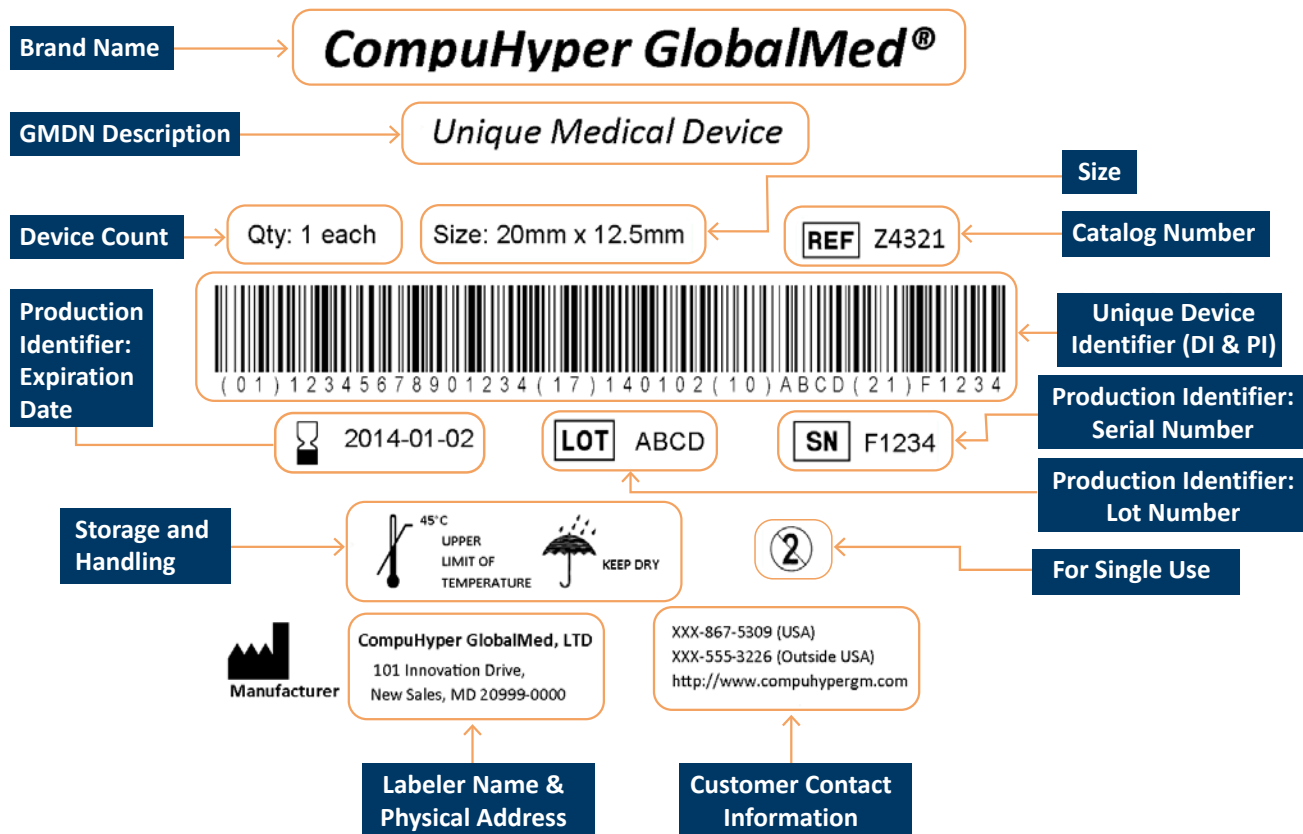 Brand Name
CompuHyper GlobalMed®
GMDN Description
Unique Medical Device
Size
Device Count
Qty: 1 each
Size: 20mm x 12.5mm
REF Z4321
Catalog Number
Production
Identifier:
Expiration
Date
(01)12345678901234(17)140102(10)ABCD(21)F1234
Unique Device
Identifier (DI & PI)
2014-01-02
LOT ABCD
SN F1234
Production Identifier:
Serial Number
Production Identifier:
Lot Number
Storage and
Handling
45°C
UPPER
LIMIT OF
TEMPERATURE
KEEP DRY
2
For Single Use
Manufacturer
CompuHyper GlobalMed, LTD
101 Innovation Drive,
New Sales, MD 20999-0000
XXX-867-5309 (USA)
XXX-555-3226 (Outside USA)
http://www.compuhypergm.com
Labeler Name &
Physical Address
Customer Contact
Information